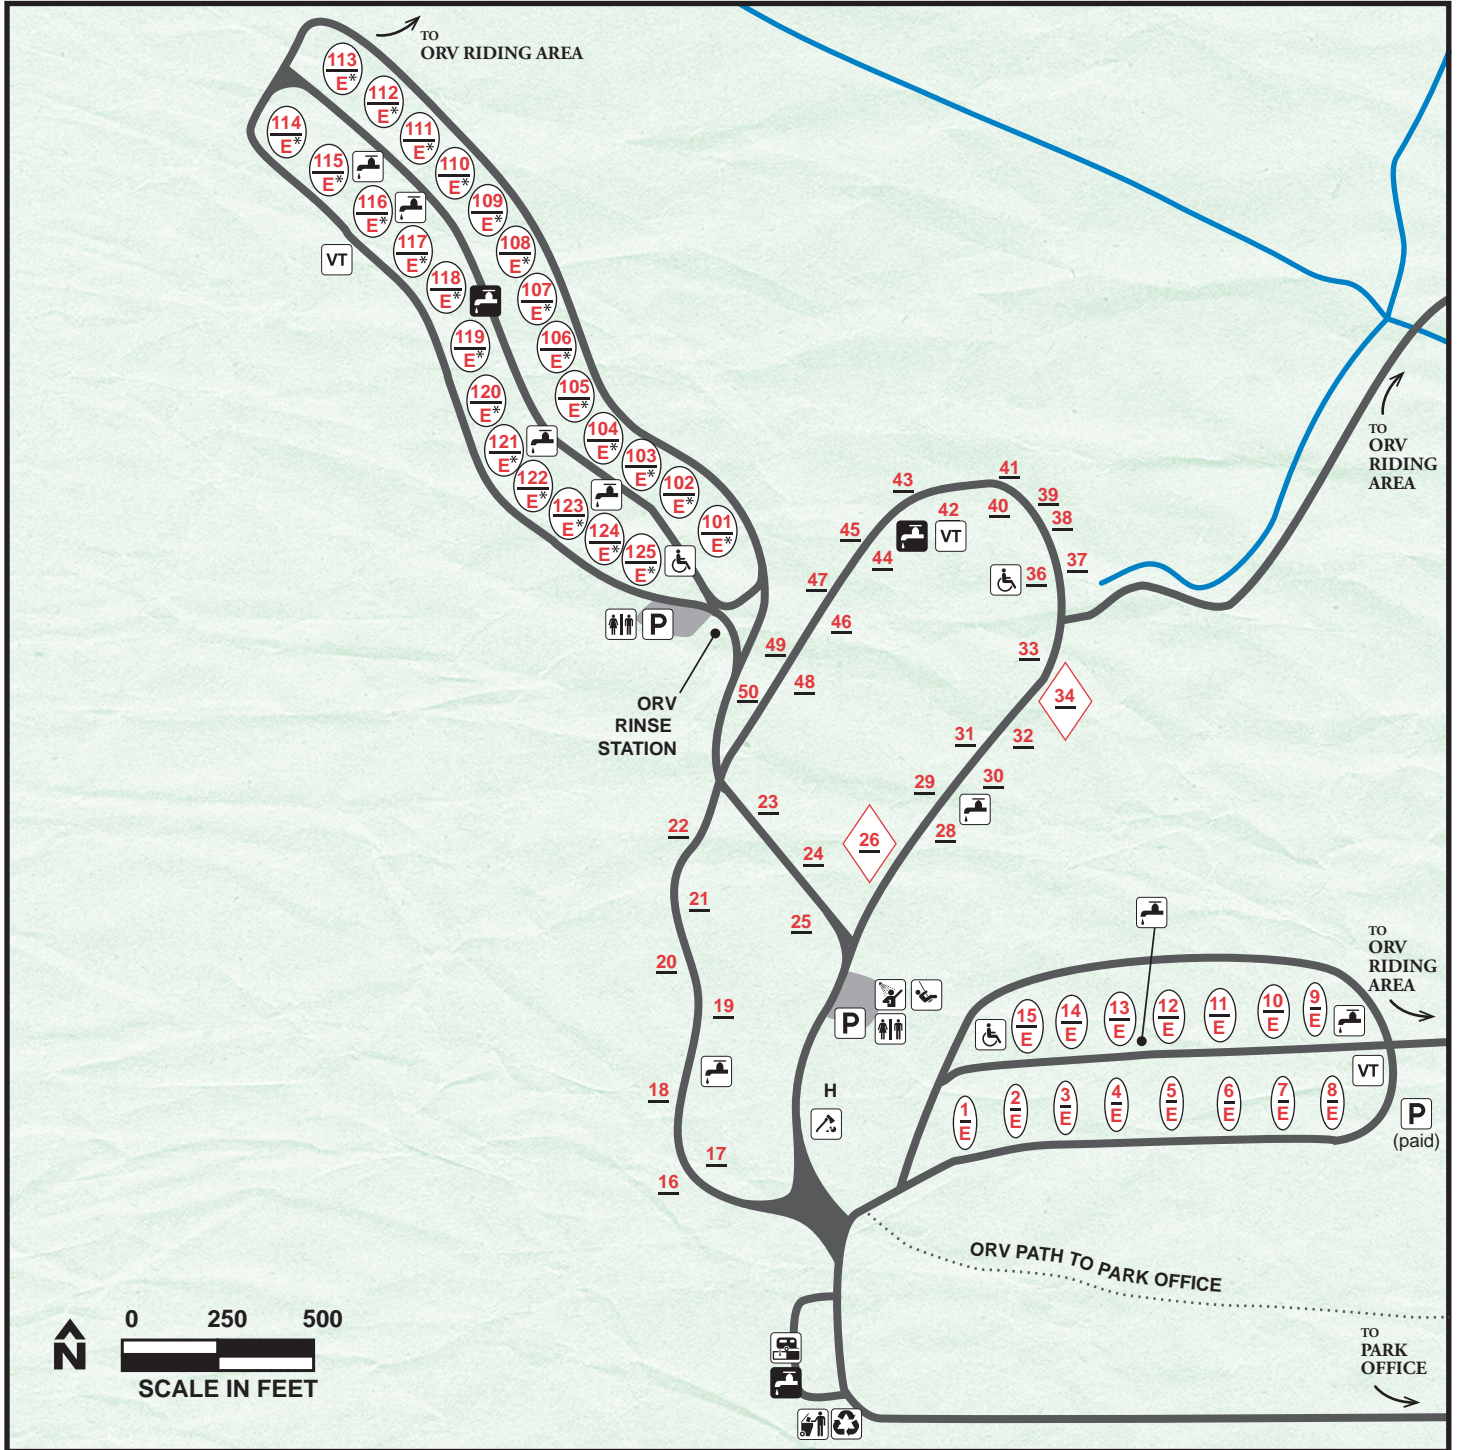 TO
ORV RIDING AREA
113
E*
112
E*
111
E*
110
E*
109
E*
108
E*
107
E*
106
E*
105
E*
104
E*
103
E*
102
E*
101
E*
114
E*
115
E*
116
E*
117
E*
118
E*
119
E*
120
E*
121
E*
122
E*
123
E*
124
E*
125
E*
VT
P
ORV
RINSE
STATION
TO
ORV
RIDING
AREA
43
41
42
40
39
38
45
VT
44
37
36
47
46
49
33
48
50
34
31
32
30
29
28
23
26
24
22
25
21
20
19
18
17
16
P
H
TO
ORV
RIDING
AREA
15
E
14
E
13
E
12
E
11
E
10
E
9
E
VT
1
E
2
E
3
E
4
E
5
E
6
E
7
E
8
E
P
(paid)
ORV PATH TO PARK OFFICE
TO
PARK
OFFICE
N
0 250 500
SCALE IN FEET